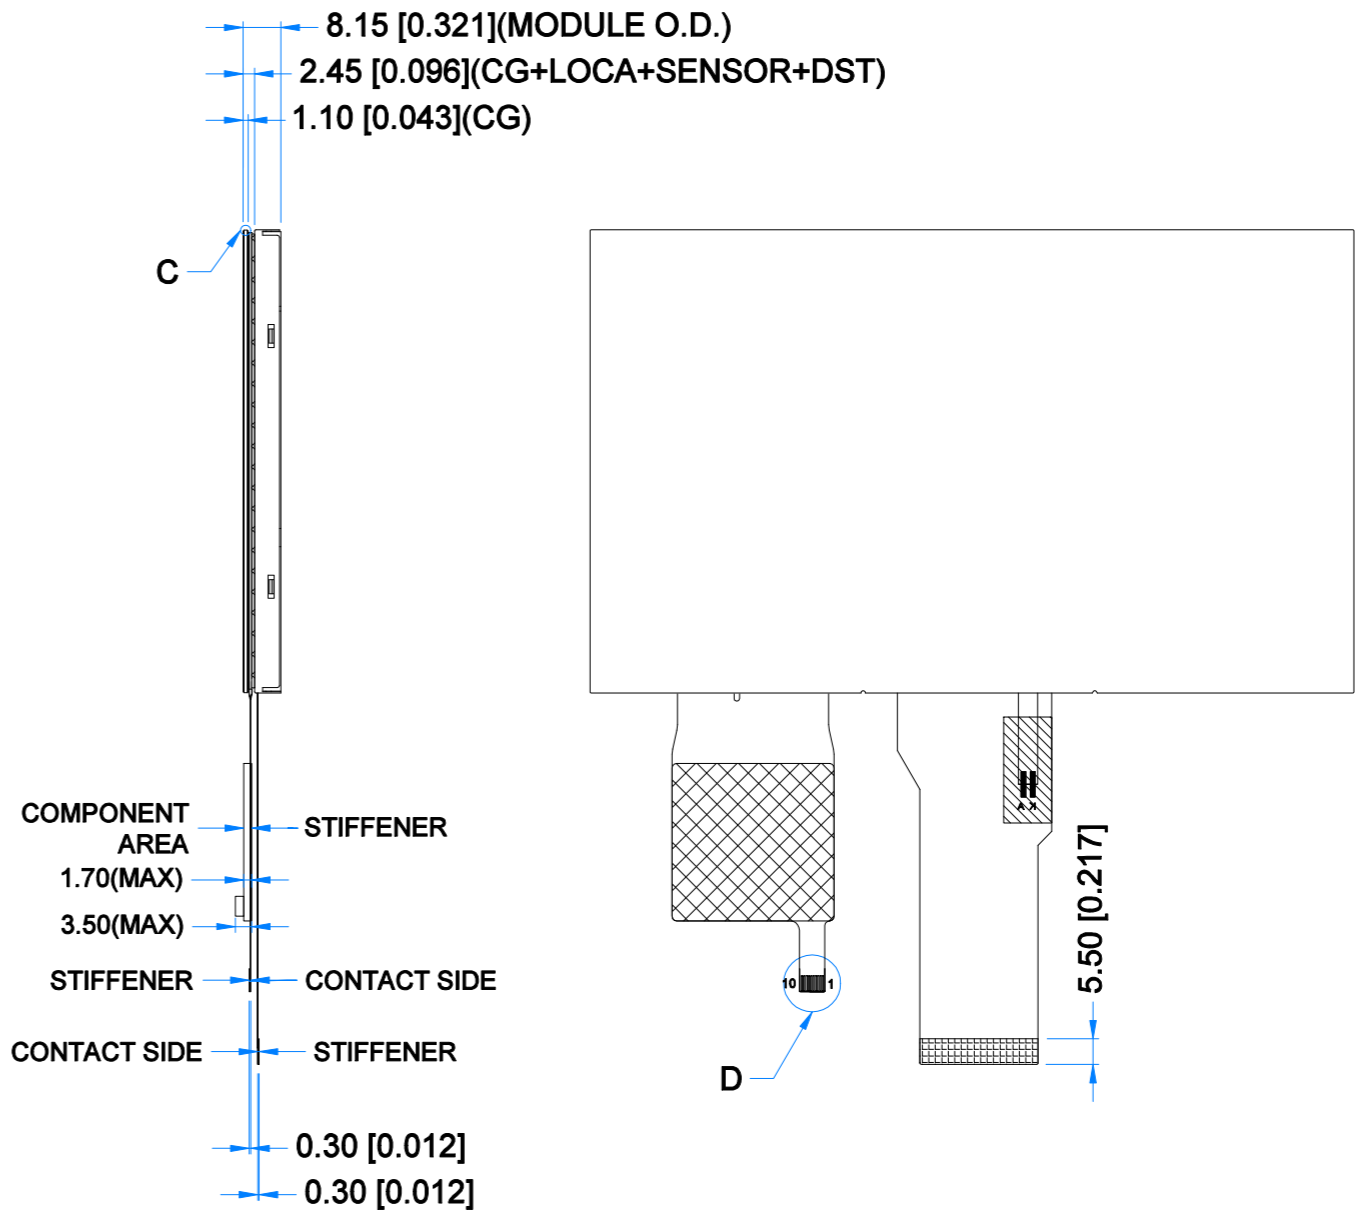 8.15 [0.321](MODULE O.D.)
2.45 [0.096](CG+LOCA+SENSOR+DST)
1.10 [0.043](CG)
C
COMPONENT
AREA
STIFFENER
1.70(MAX)
3.50(MAX)
STIFFENER
CONTACT SIDE
CONTACT SIDE
STIFFENER
0.30 [0.012]
0.30 [0.012]
A K
10
1
D
5.50 [0.217]